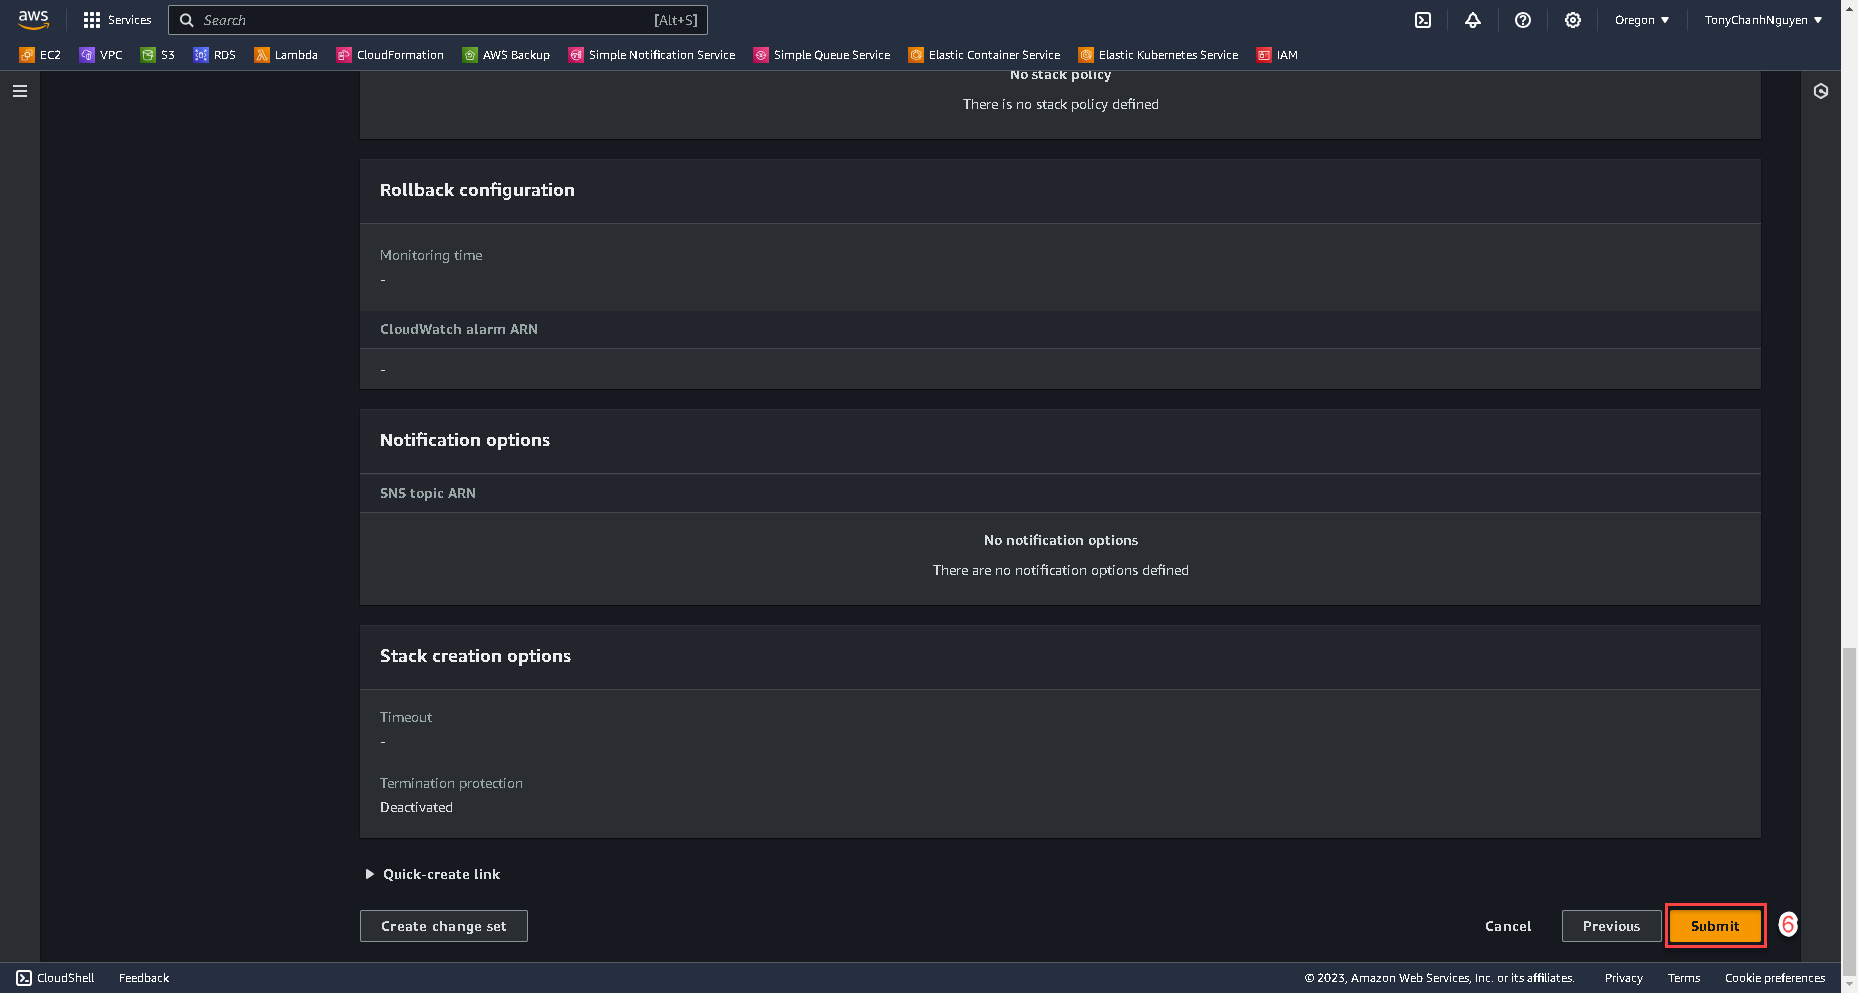 aws
Services
Search [Alt+S]
Oregon ▼
TonyChanhNguyen ▼
EC2 VPC S3 RDS Lambda CloudFormation AWS Backup Simple Notification Service Simple Queue Service Elastic Container Service Elastic Kubernetes Service IAM
No stack policy
There is no stack policy defined
Rollback configuration
Monitoring time
-
CloudWatch alarm ARN
-
Notification options
SNS topic ARN
No notification options
There are no notification options defined
Stack creation options
Timeout
-
Termination protection
Deactivated
Quick-create link
Create change set Cancel Previous Submit 6
CloudShell Feedback © 2023, Amazon Web Services, Inc. or its affiliates. Privacy Terms Cookie preferences